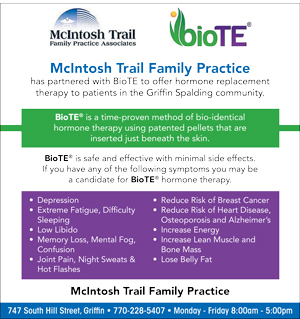 McIntosh Trail
Family Practice Associates
bioTE®
McIntosh Trail Family Practice
has partnered with BioTE to offer hormone replacement
therapy to patients in the Griffin Spalding community.
BioTE® is a time-proven method of bio-identical
hormone therapy using patented pellets that are
inserted just beneath the skin.
BioTE® is safe and effective with minimal side effects.
If you have any of the following symptoms you may be
a candidate for BioTE® hormone therapy.
• Depression
• Extreme Fatigue, Difficulty
Sleeping
• Low Libido
• Memory Loss, Mental Fog,
Confusion
• Joint Pain, Night Sweats &
Hot Flashes
• Reduce Risk of Breast Cancer
• Reduce Risk of Heart Disease,
Osteoporosis and Alzheimer's
• Increase Energy
• Increase Lean Muscle and
Bone Mass
• Lose Belly Fat
McIntosh Trail Family Practice
747 South Hill Street, Griffin • 770-228-5407 • Monday - Friday 8:00am - 5:00pm